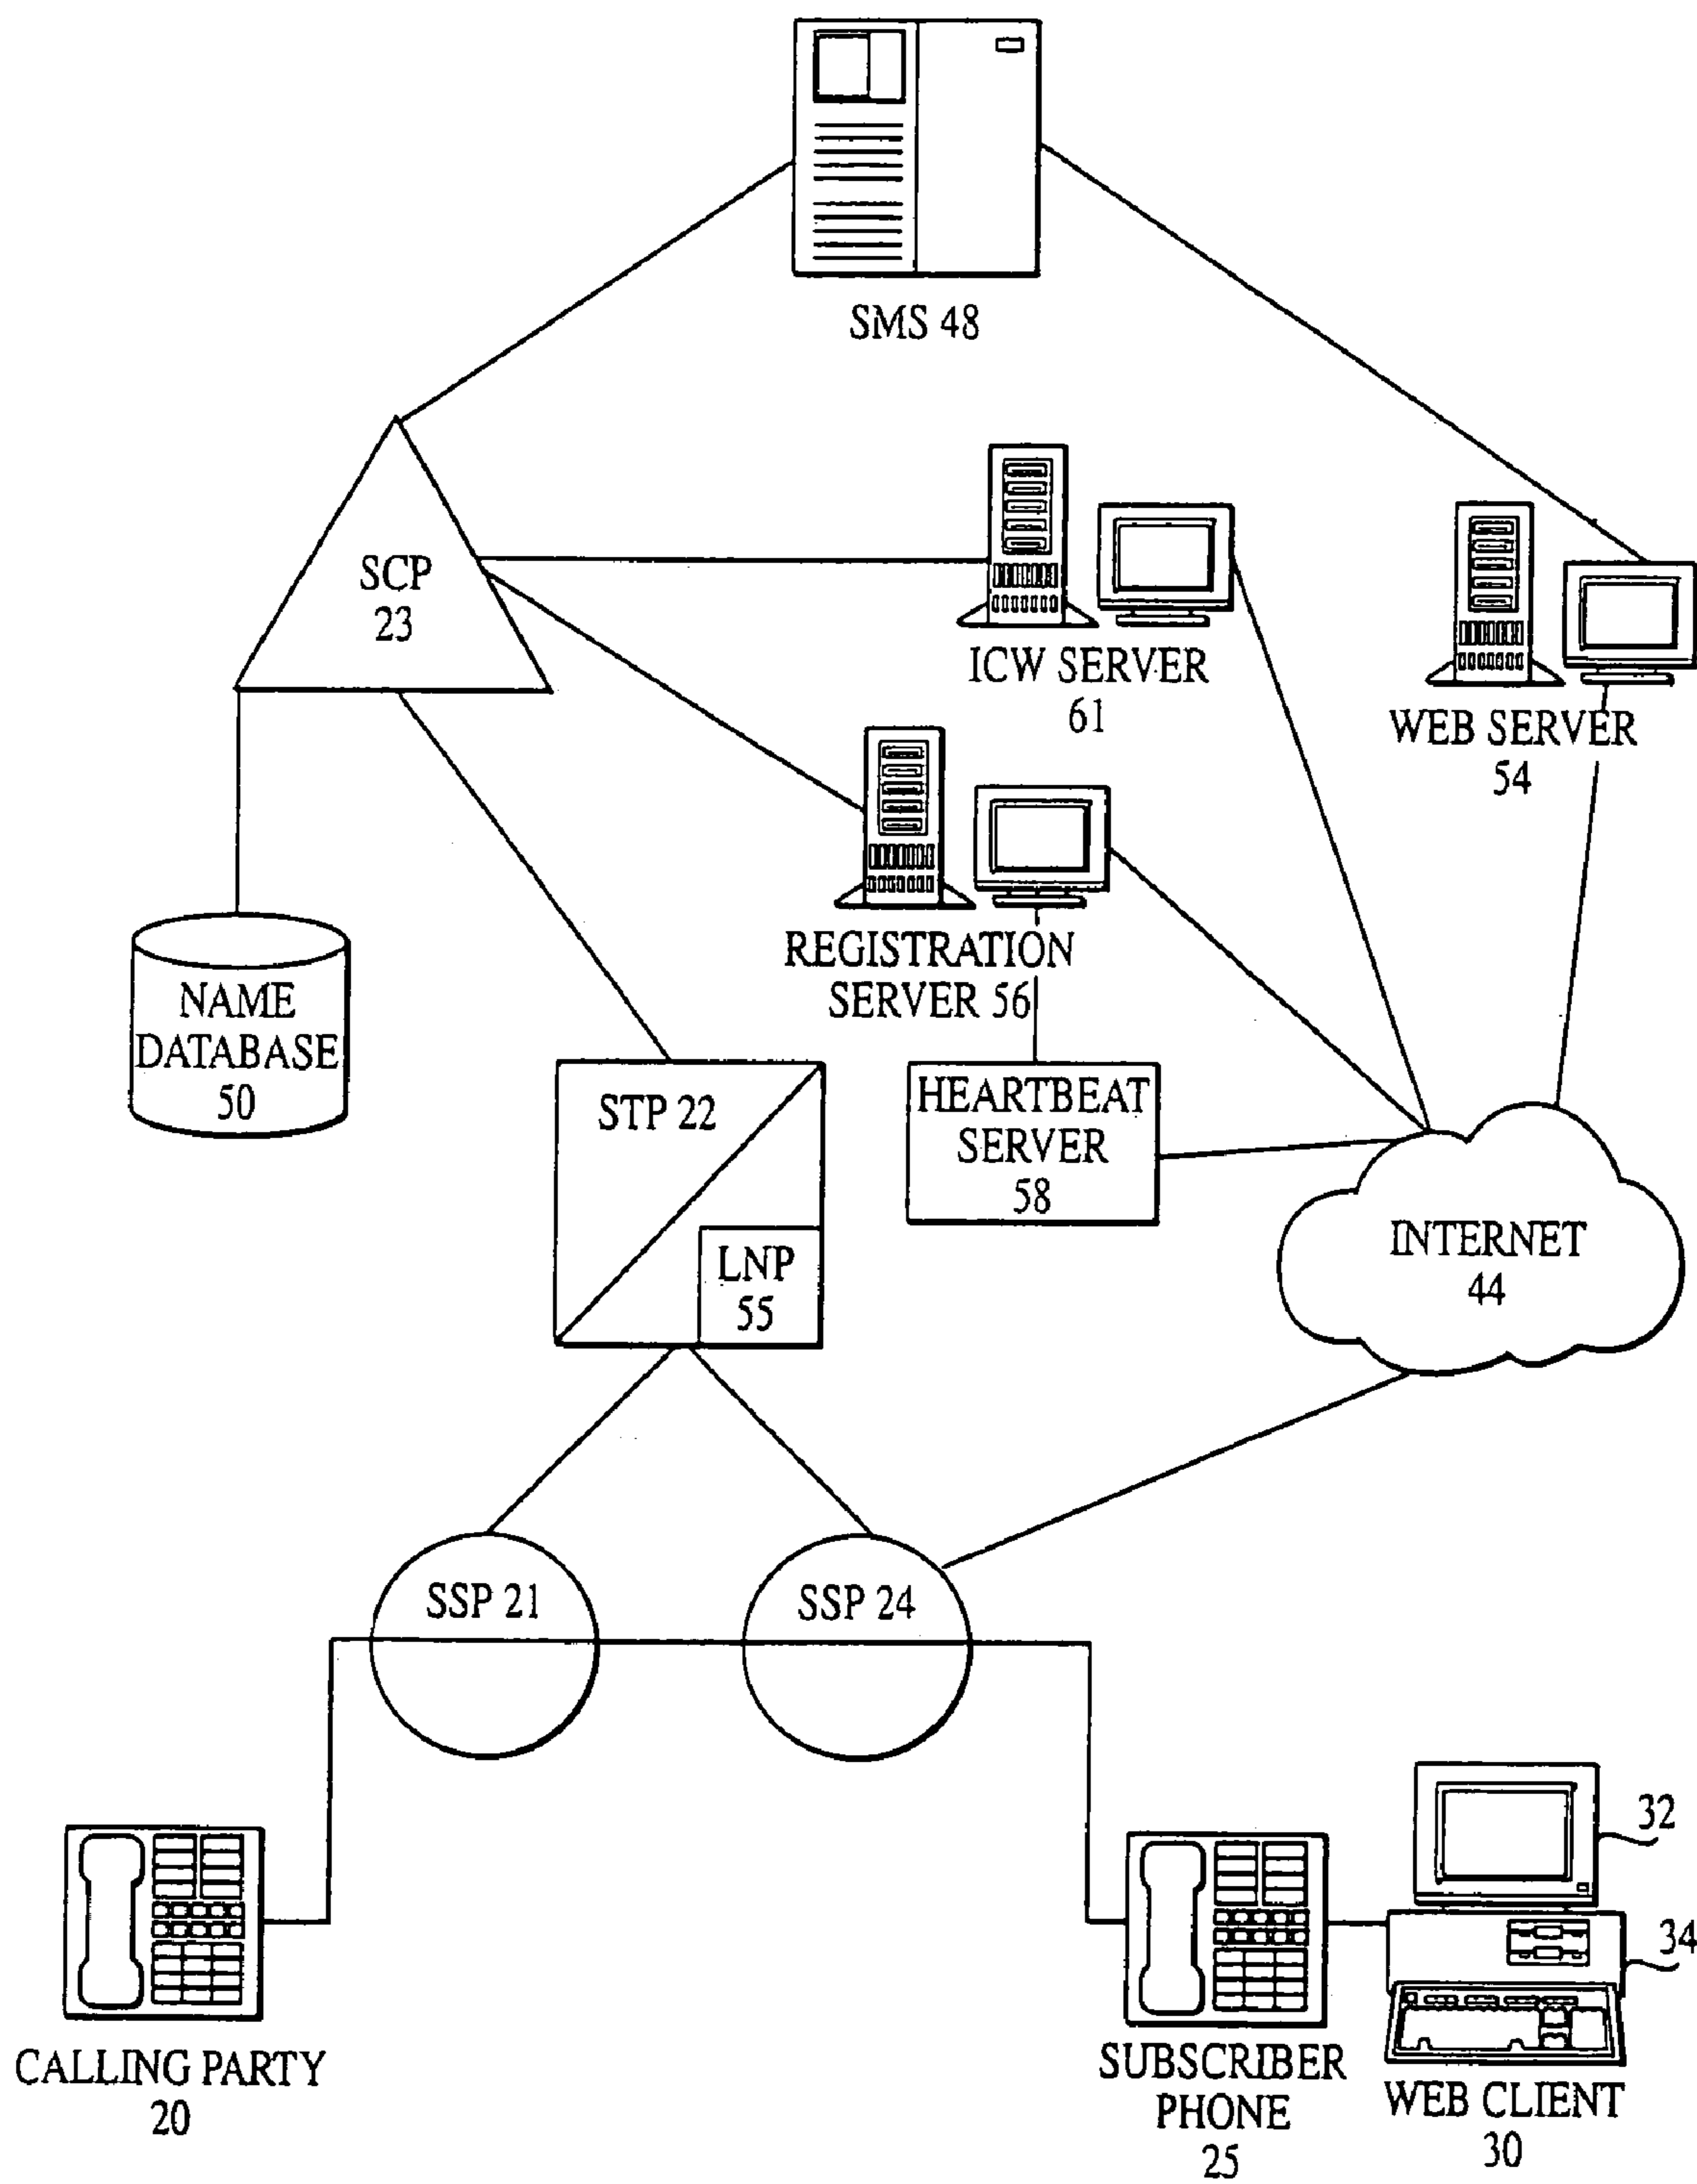 SMS 48
SCP
23
ICW SERVER
61
WEB SERVER
54
REGISTRATION
SERVER 56
NAME
DATABASE
50
STP 22
LNP
55
HEARTBEAT
SERVER
58
INTERNET
44
SSP 21
SSP 24
32
34
CALLING PARTY
20
SUBSCRIBER
PHONE
25
WEB CLIENT
30